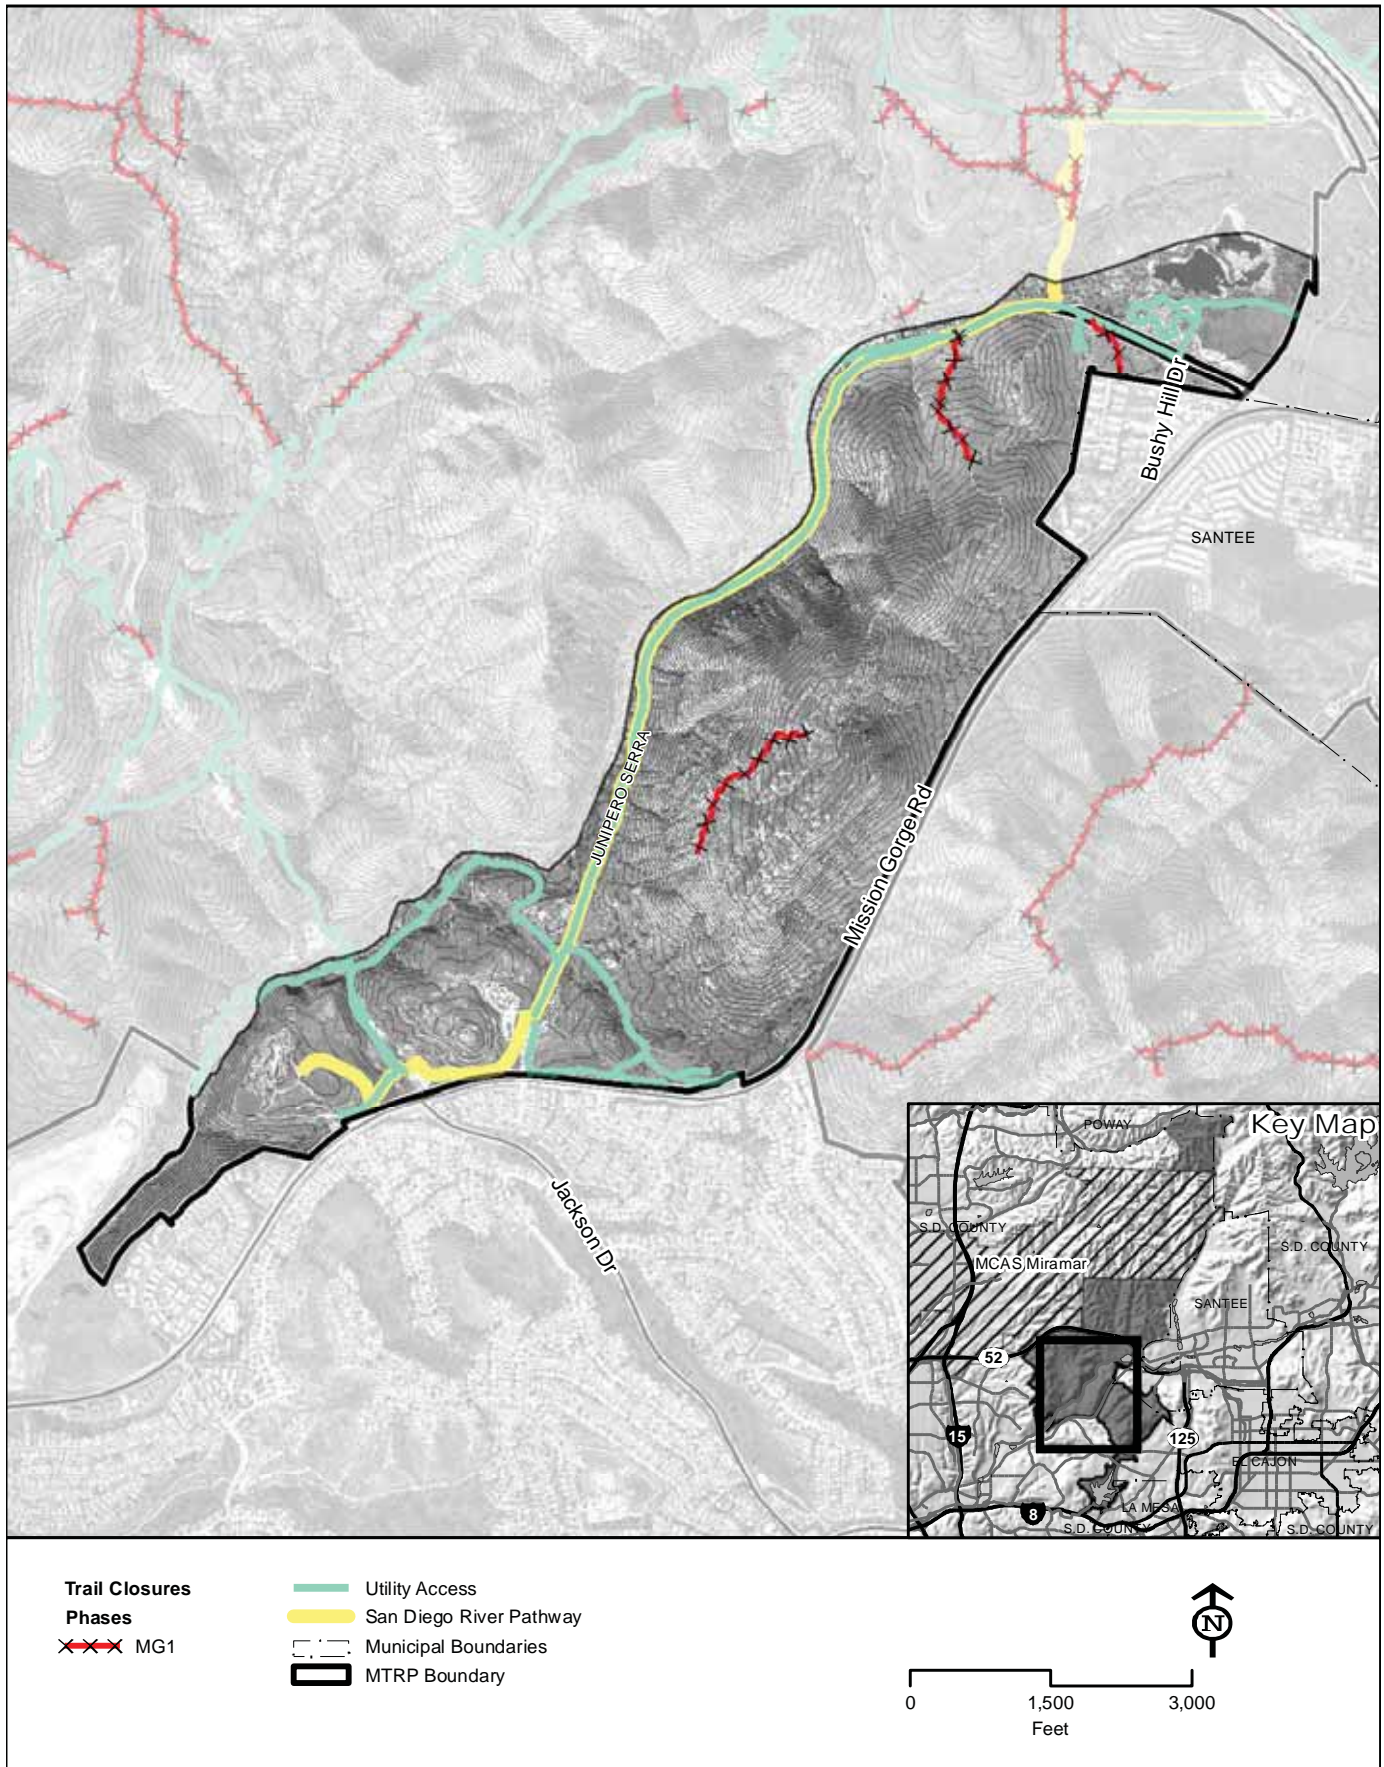 Bushy Hill Dr
SANTEE
JUNIPERO SERRA
Mission Gorge Rd
Jackson Dr
Key Map
POWAY
S.D. COUNTY
S.D. COUNTY
MCAS Miramar
SANTEE
52
15
125
EL CAJON
8
LA MESA
S.D. COUNTY
S.D. COUNTY
Trail Closures
Phases
MG1
Utility Access
San Diego River Pathway
Municipal Boundaries
MTRP Boundary
N
0 1,500 3,000
Feet